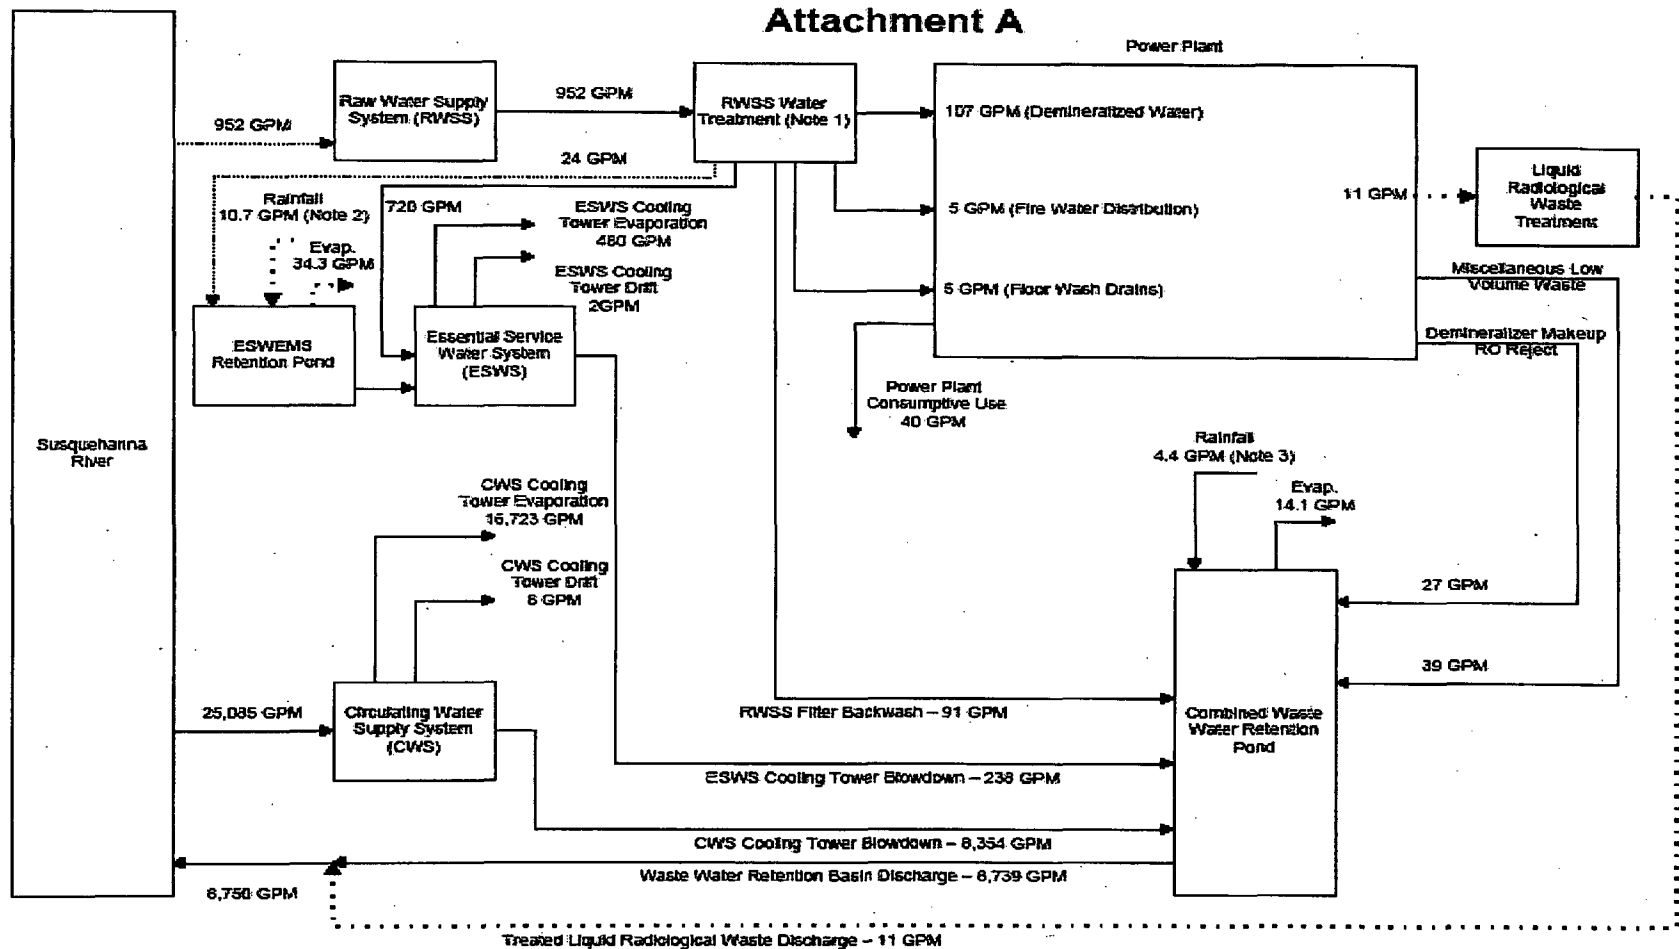 Attachment A
Power Plant
Raw Water Supply
System (RWSS)
952 GPM
RWSS Water
Treatment (Note 1)
107 GPM (Demineralized Water)
952 GPM
24 GPM
Rainfall
10.7 GPM (Note 2)
720 GPM
Evap.
34.3 GPM
ESWS Cooling
Tower Evaporation
480 GPM
ESWS Cooling
Tower Drift
2GPM
5 GPM (Fire Water Distribution)
5 GPM (Floor Wash Drains)
11 GPM
Liquid
Radiological
Waste
Treatment
Miscellaneous Low
Volume Waste
Demineralizer Makeup
RO Reject
ESWEMS
Retention Pond
Essential Service
Water System
(ESWS)
Power Plant
Consumptive Use
40 GPM
Susquehanna
River
Rainfall
4.4 GPM (Note 3)
Evap.
14.1 GPM
CWS Cooling
Tower Evaporation
16,723 GPM
CWS Cooling
Tower Drift
8 GPM
27 GPM
39 GPM
25,085 GPM
Circulating Water
Supply System
(CWS)
RWSS Filter Backwash – 91 GPM
Combined Waste
Water Retention
Pond
ESWS Cooling Tower Blowdown – 238 GPM
CWS Cooling Tower Blowdown – 8,354 GPM
Waste Water Retention Basin Discharge – 8,739 GPM
8,750 GPM
Treated Liquid Radiological Waste Discharge – 11 GPM